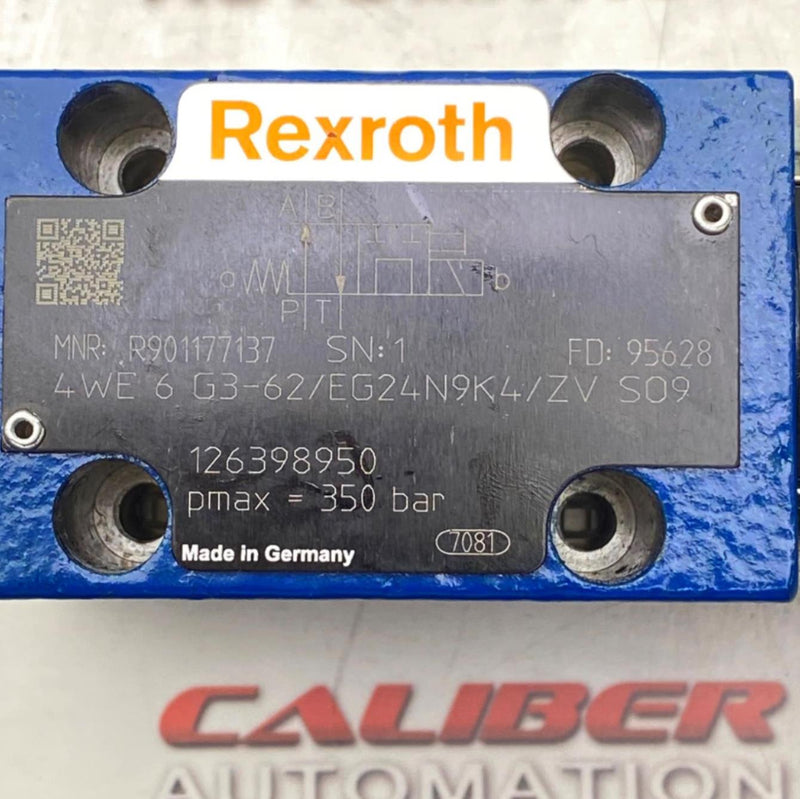 Rexroth
A B
o b
P T
MNR: R901177137 SN: 1 FD: 95628
4WE 6 G3-62/EG24N9K4/ZV SO9
126398950
pmax = 350 bar
Made in Germany 7081
CALIBER
AUTOMATION